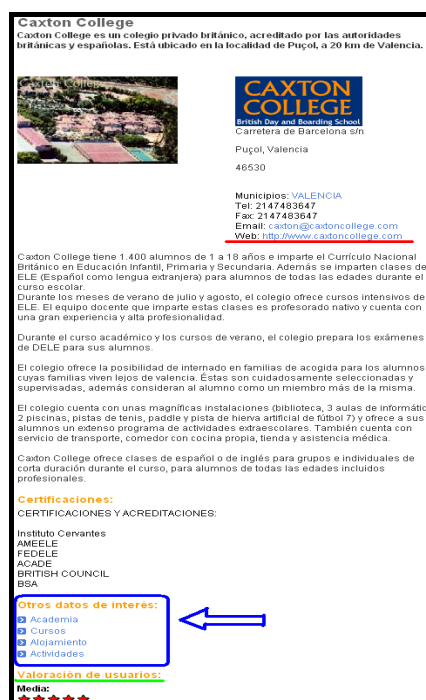 Caxton College
Caxton College es un colegio privado británico, acreditado por las autoridades
británicas y españolas. Está ubicado en la localidad de Puçol, a 20 km de Valencia.
Caxton College
CAXTON
COLLEGE
British Day and Boarding School
Carretera de Barcelona s/n
Puçol, Valencia
46530
Municipios: VALENCIA
Tel: 2147483647
Fax: 2147483647
Email: caxton@caxtoncollege.com
Web: http://www.caxtoncollege.com
Caxton College tiene 1.400 alumnos de 1 a 18 años e imparte el Currículo Nacional
Británico en Educación Infantil, Primaria y Secundaria. Además se imparten clases de
ELE (Español como lengua extranjera) para alumnos de todas las edades durante el
curso escolar.
Durante los meses de verano de julio y agosto, el colegio ofrece cursos intensivos de
ELE. El equipo docente que imparte estas clases es profesorado nativo y cuenta con
una gran experiencia y alta profesionalidad.
Durante el curso académico y los cursos de verano, el colegio prepara los exámenes
de DELE para sus alumnos.
El colegio ofrece la posibilidad de internado en familias de acogida para los alumnos
cuyas familias viven lejos de valencia. Éstas son cuidadosamente seleccionadas y
supervisadas, además consideran al alumno como un miembro más de la misma.
El colegio cuenta con unas magníficas instalaciones (biblioteca, 3 aulas de informátic
2 piscinas, pistas de tenis, paddle y pista de hierva artificial de fútbol 7) y ofrece a sus
alumnos un extenso programa de actividades extraescolares. También cuenta con
servicio de transporte, comedor con cocina propia, tienda y asistencia médica.
Caxton College ofrece clases de español o de inglés para grupos e individuales de
corta duración durante el curso, para alumnos de todas las edades incluidos
profesionales.
Certificaciones:
CERTIFICACIONES Y ACREDITACIONES:
Instituto Cervantes
AMEELE
FEDELE
ACADE
BRITISH COUNCIL
BSA
Otros datos de interés:
Academia
Cursos
Alojamiento
Actividades
Valoración de usuarios:
Media: